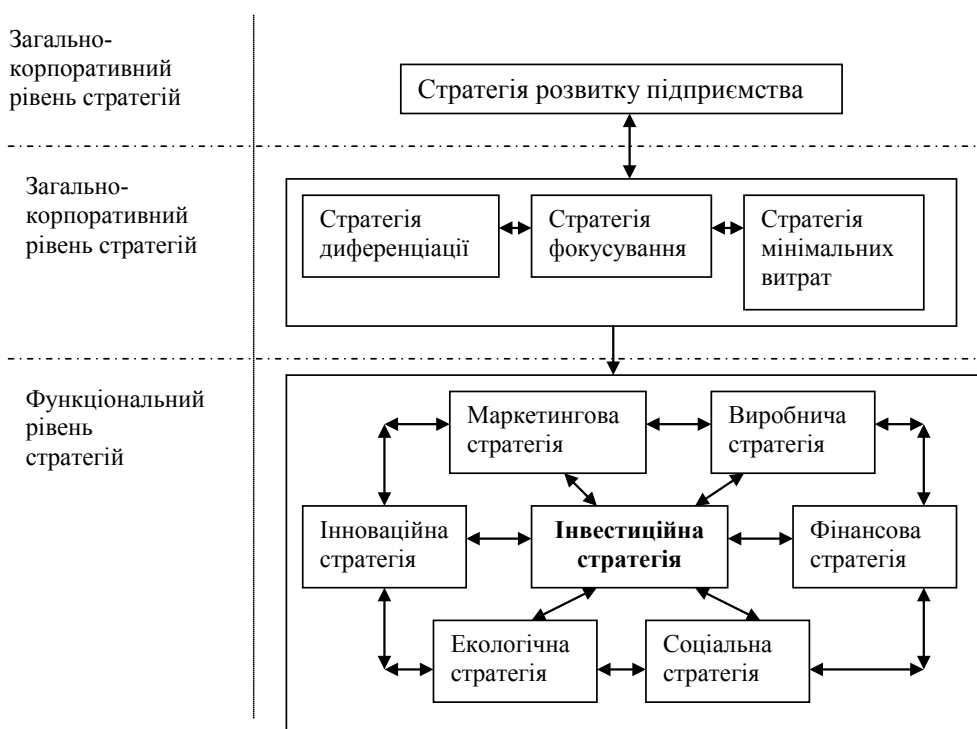 Загально-
корпоративний
рівень стратегій
Стратегія розвитку підприємства
Загально-
корпоративний
рівень стратегій
Стратегія
диференціації
Стратегія
фокусування
Стратегія
мінімальних
витрат
Функціональний
рівень
стратегій
Маркетингова
стратегія
Виробнича
стратегія
Інноваційна
стратегія
Інвестиційна
стратегія
Фінансова
стратегія
Екологічна
стратегія
Соціальна
стратегія